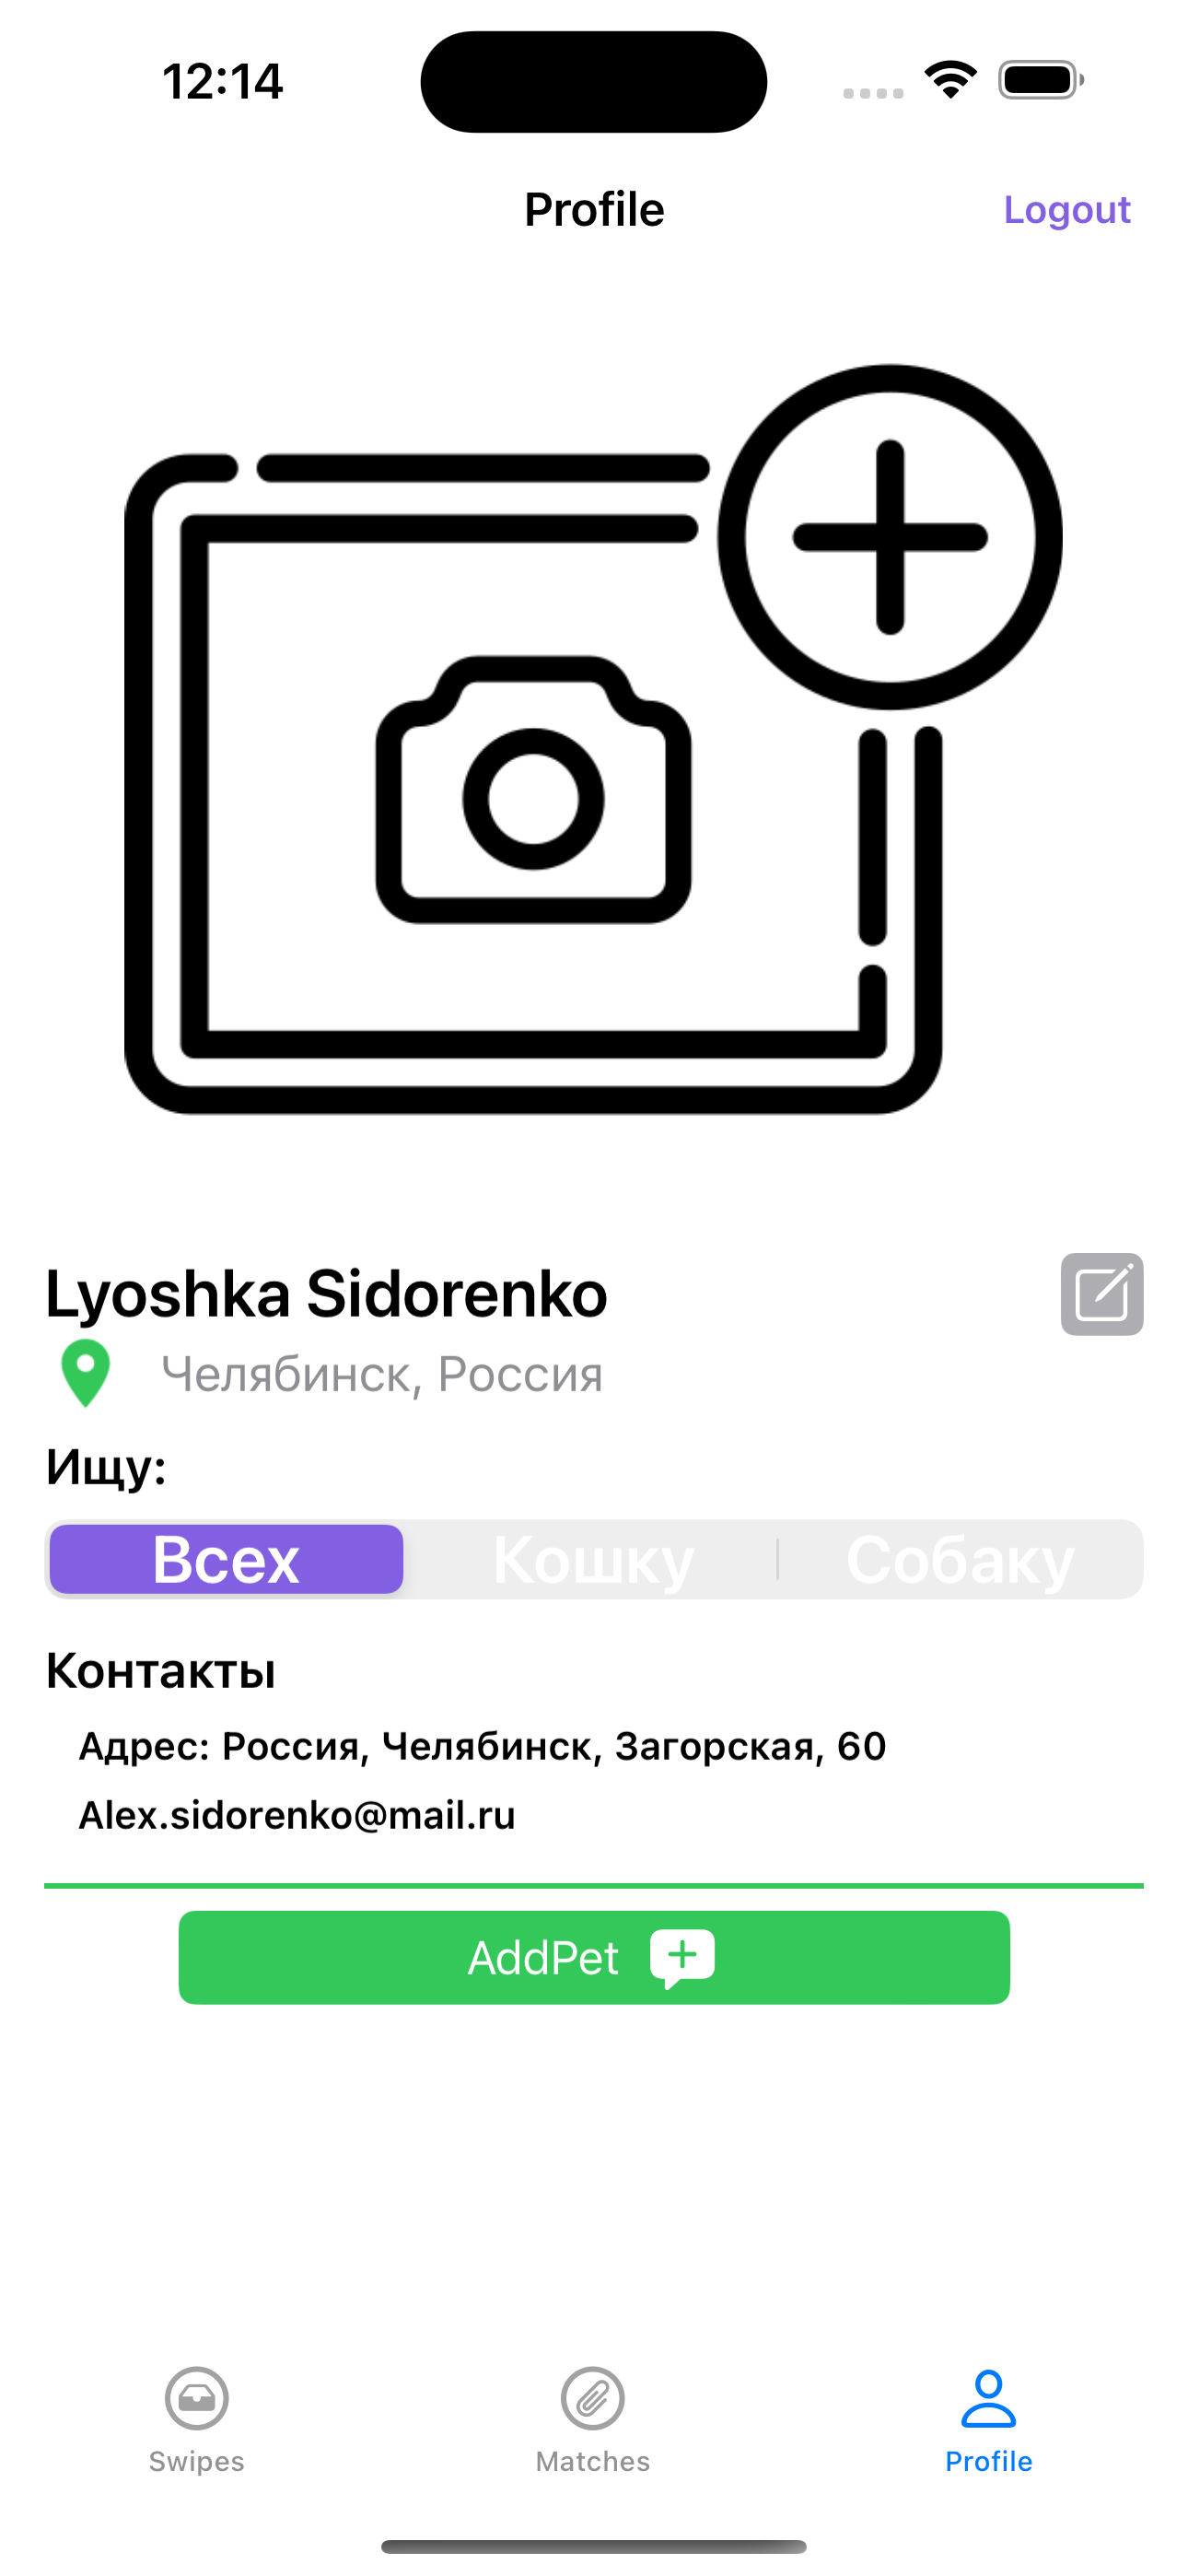 12:14
Profile
Logout
Lyoshka Sidorenko
Челябинск, Россия
Ищу:
Всех
Кошку
Собаку
Контакты
Адрес: Россия, Челябинск, Загорская, 60
Alex.sidorenko@mail.ru
AddPet
Swipes
Matches
Profile